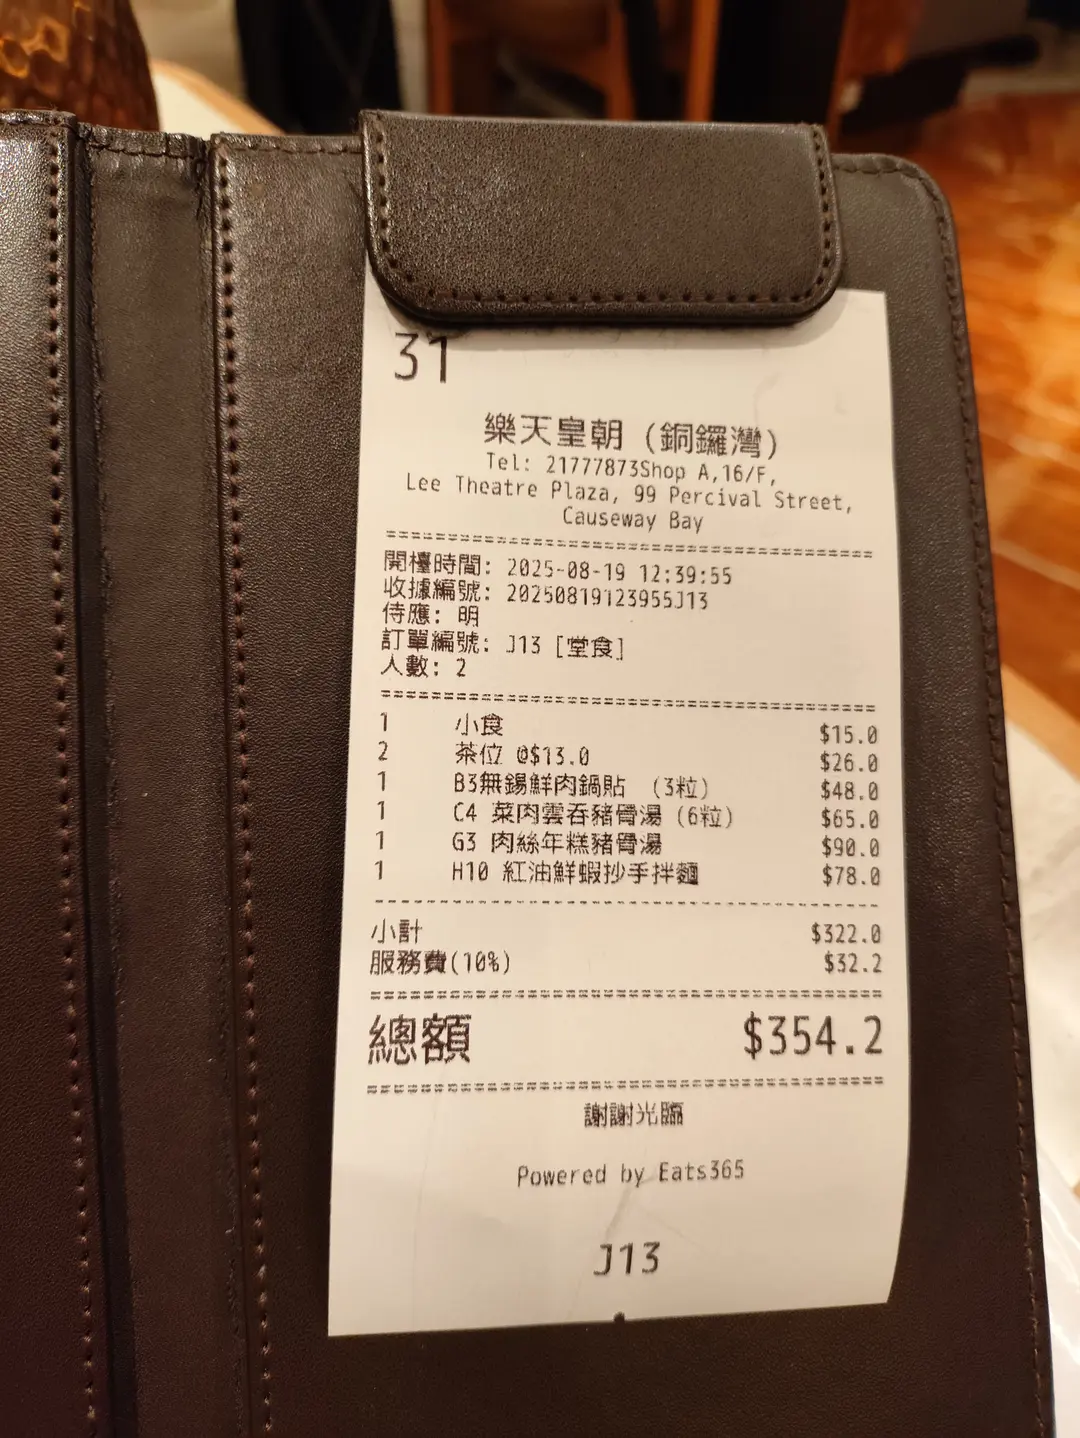 31
樂天皇朝 (銅鑼灣)
Tel: 21777873Shop A,16/F,
Lee Theatre Plaza, 99 Percival Street,
Causeway Bay
開檯時間: 2025-08-19 12:39:55
收據編號: 20250819123955J13
侍應: 明
訂單編號: J13 [堂食]
人數: 2
1 小食 $15.0
2 茶位 @$13.0 $26.0
1 B3無錫鮮肉鍋貼 (3粒) $48.0
1 C4 菜肉雲吞豬骨湯 (6粒) $65.0
1 G3 肉絲年糕豬骨湯 $90.0
1 H10 紅油鮮蝦抄手拌麵 $78.0
小計 $322.0
服務費(10%) $32.2
總額 $354.2
謝謝光臨
Powered by Eats365
J13